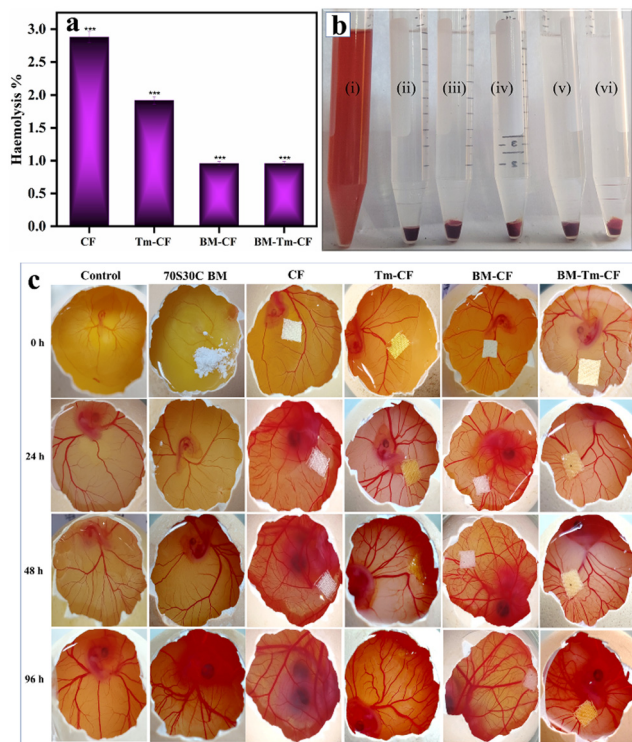 a
Haemolysis %
3.0
2.5
2.0
1.5
1.0
0.5
0.0
***
***
***
***
CF
Tm-CF
BM-CF
BM-Tm-CF
b
(i)
(ii)
(iii)
(iv)
(v)
(vi)
c
Control
70S30C BM
CF
Tm-CF
BM-CF
BM-Tm-CF
0 h
24 h
48 h
96 h